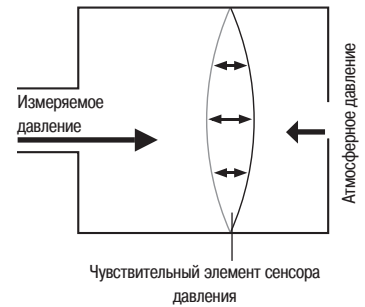 Измеряемое
давление
Атмосферное давление
Чувствительный элемент сенсора
давления